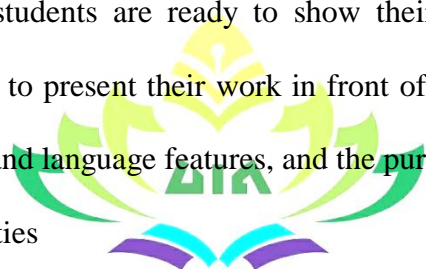 students are ready to show their
to present their work in front of
and language features, and the pur
ties